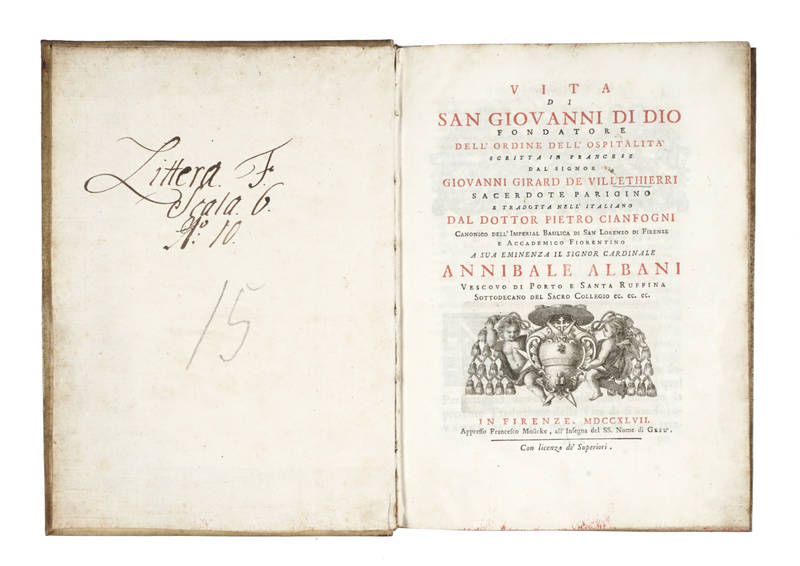 Littera. F.
Scala. 6.
N.o 10.
15
VITA
DI
SAN GIOVANNI DI DIO
FONDATORE
DELL' ORDINE DELL' OSPITALITA'
SCRITTA IN FRANCESE
DAL SIGNOR
GIOVANNI GIRARD DE VILLETHIERRI
SACERDOTE PARIGINO
E TRADOTTA NELL' ITALIANO
DAL DOTTOR PIETRO CIANFOGNI
CANONICO DELL' IMPERIAL BASILICA DI SAN LORENZO DI FIRENZE
E ACCADEMICO FIORENTINO
A SUA EMINENZA IL SIGNOR CARDINALE
ANNIBALE ALBANI
VESCOVO DI PORTO E SANTA RUFFINA
SOTTODECANO DEL SACRO COLLEGIO ec. ec. ec.
IN FIRENZE. MDCCXLVII.
Appresso Francesco Moücke, all' Insegna del SS. Nome di GESU'.
Con licenza de' Superiori.